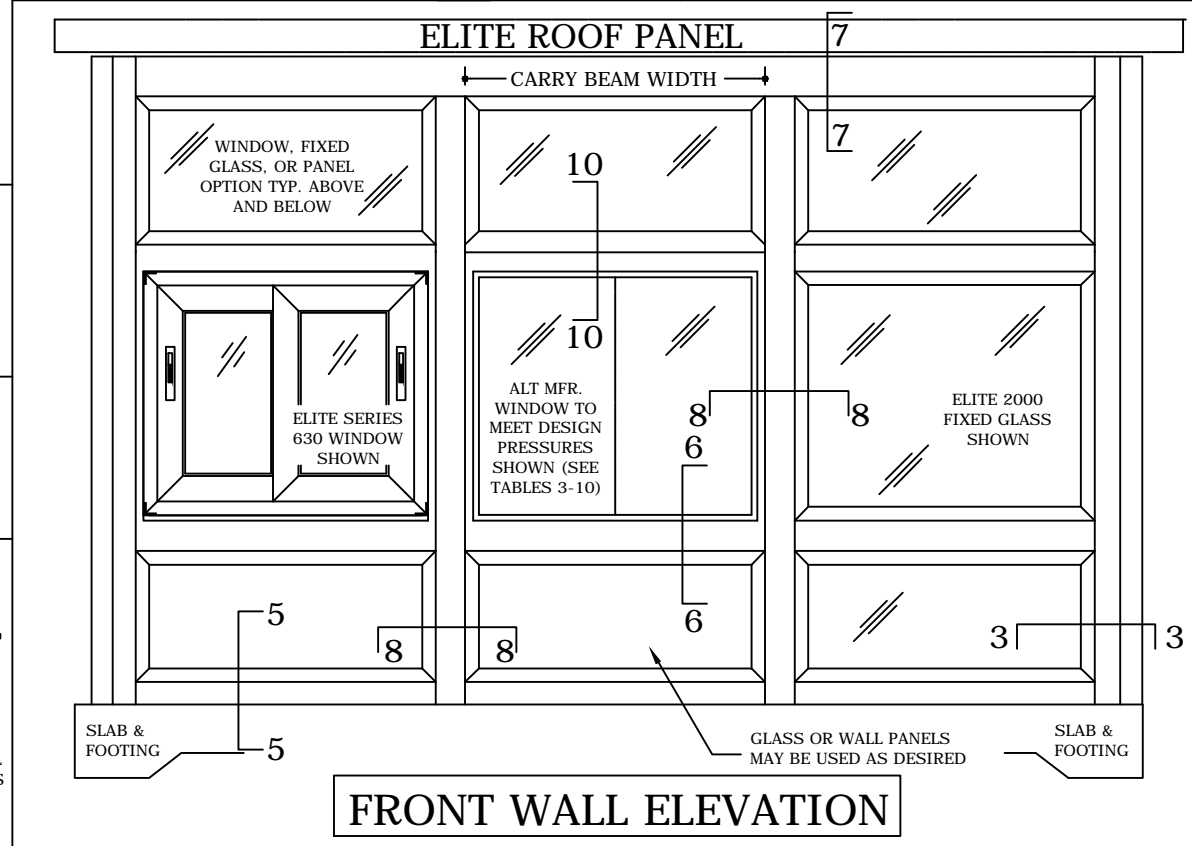 ELITE ROOF PANEL
7
CARRY BEAM WIDTH
7
WINDOW, FIXED
GLASS, OR PANEL
OPTION TYP. ABOVE
AND BELOW
10
10
ELITE SERIES
630 WINDOW
SHOWN
ALT MFR.
WINDOW TO
MEET DESIGN
PRESSURES
SHOWN (SEE
TABLES 3-10)
8
8
6
ELITE 2000
FIXED GLASS
SHOWN
5
8
8
6
3
3
SLAB &
FOOTING
5
GLASS OR WALL PANELS
MAY BE USED AS DESIRED
SLAB &
FOOTING
FRONT WALL ELEVATION